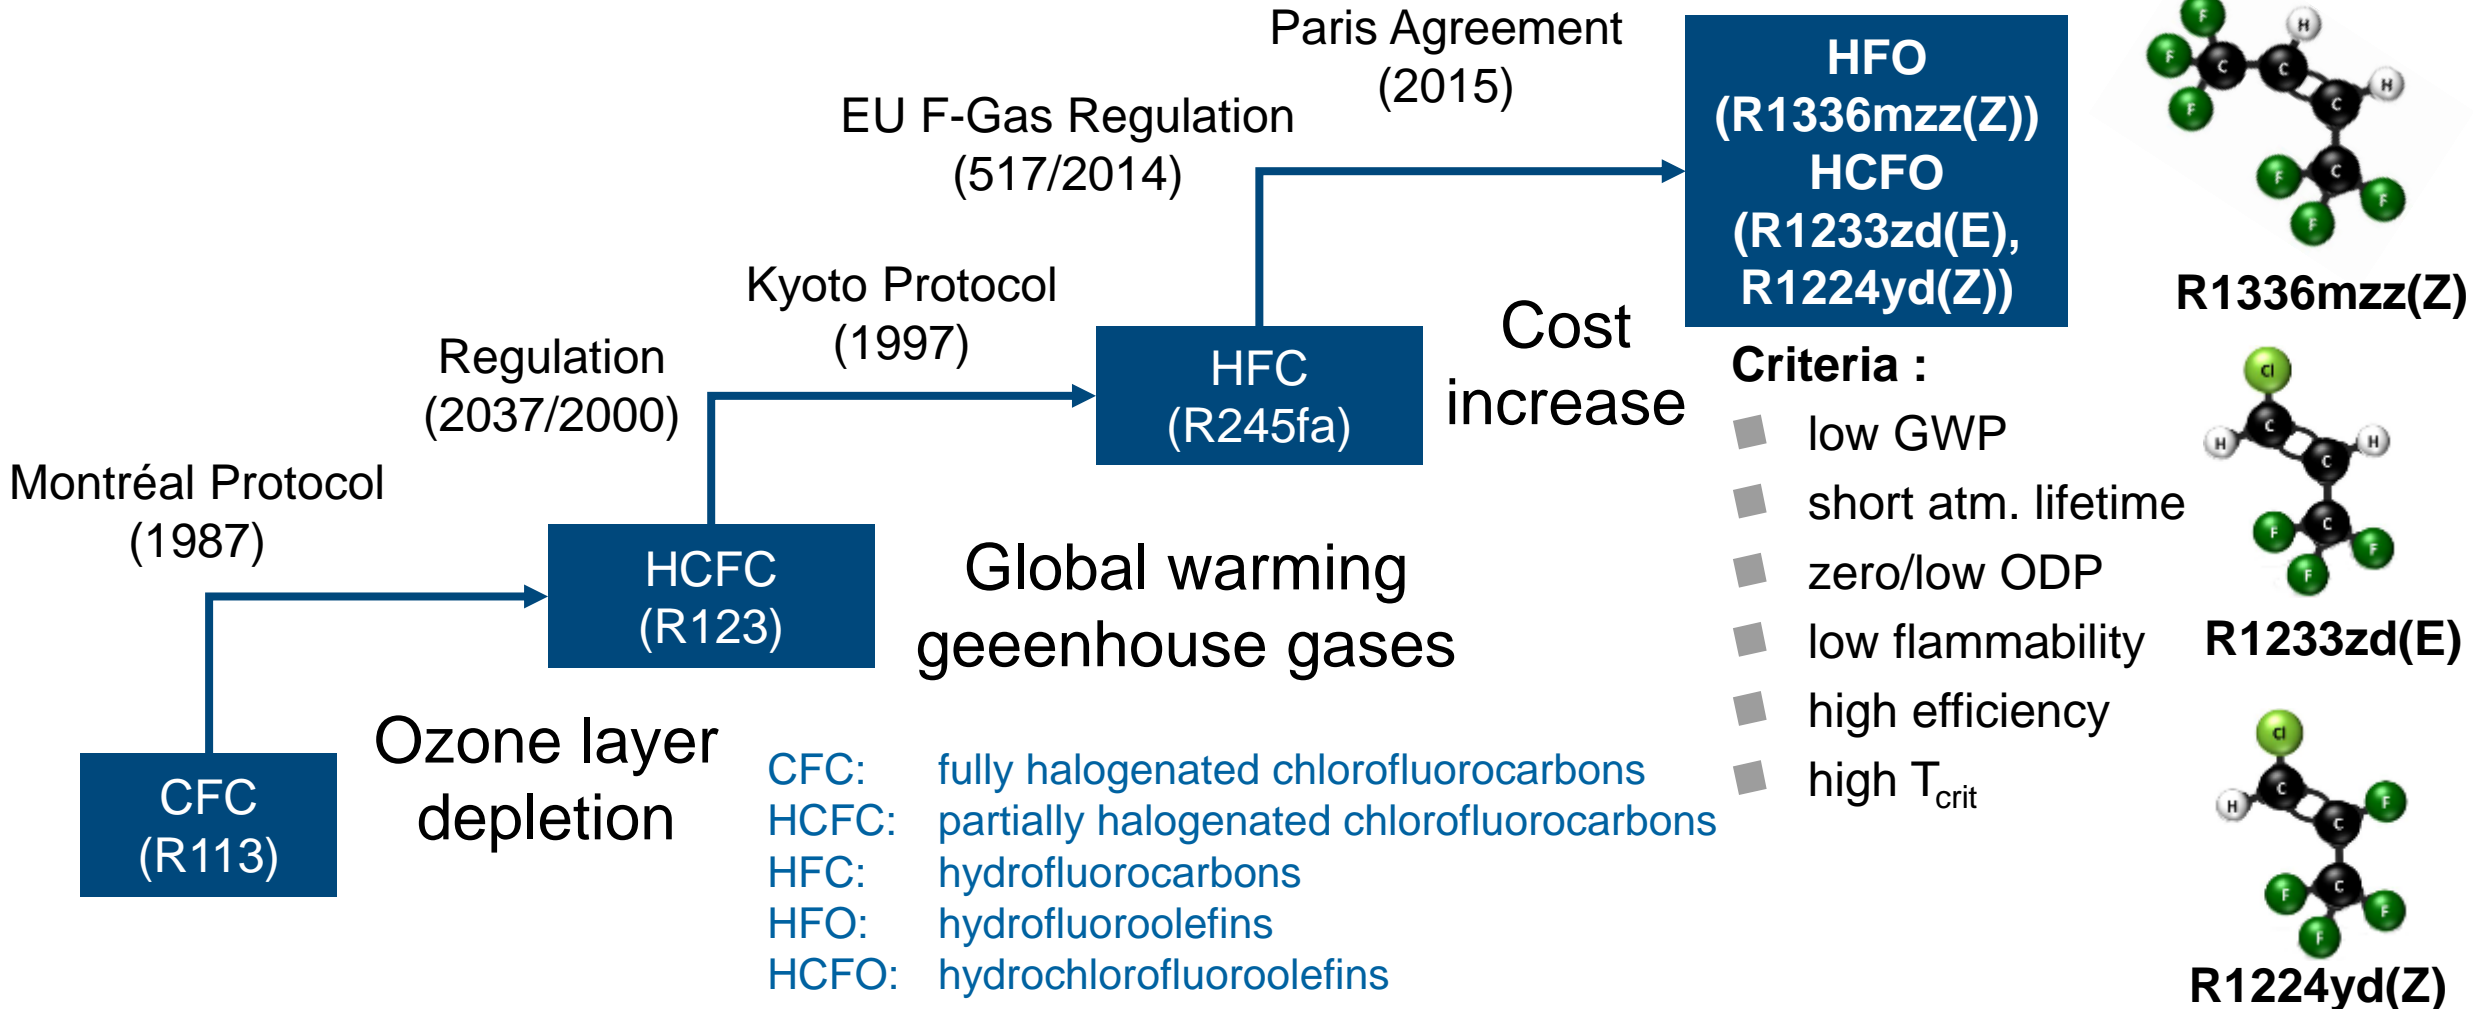 Paris Agreement
(2015)
EU F-Gas Regulation
(517/2014)
Kyoto Protocol
(1997)
Regulation
(2037/2000)
Montréal Protocol
(1987)
HFO
(R1336mzz(Z))
HCFO
(R1233zd(E),
R1224yd(Z))
HFC
(R245fa)
HCFC
(R123)
CFC
(R113)
Cost
increase
Global warming
geeenhouse gases
Ozone layer
depletion
CFC: fully halogenated chlorofluorocarbons
HCFC: partially halogenated chlorofluorocarbons
HFC: hydrofluorocarbons
HFO: hydrofluoroolefins
HCFO: hydrochlorofluoroolefins
Criteria :
low GWP
short atm. lifetime
zero/low ODP
low flammability
high efficiency
high Tcrit
F
H
F
C
C
H
F
C
C
F
F
F
R1336mzz(Z)
Cl
C
H
H
C
C
F
F
F
R1233zd(E)
Cl
C
H
F
C
C
F
F
F
R1224yd(Z)